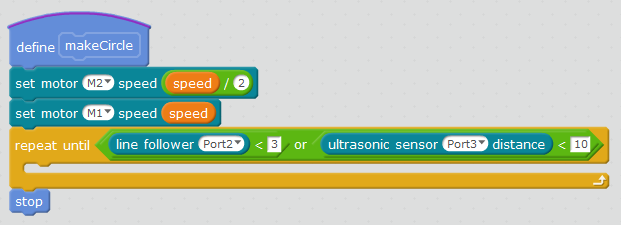 define makeCircle
set motor M2 speed speed / 2
set motor M1 speed speed
repeat until line follower Port2 < 3 or ultrasonic sensor Port3 distance < 10
stop